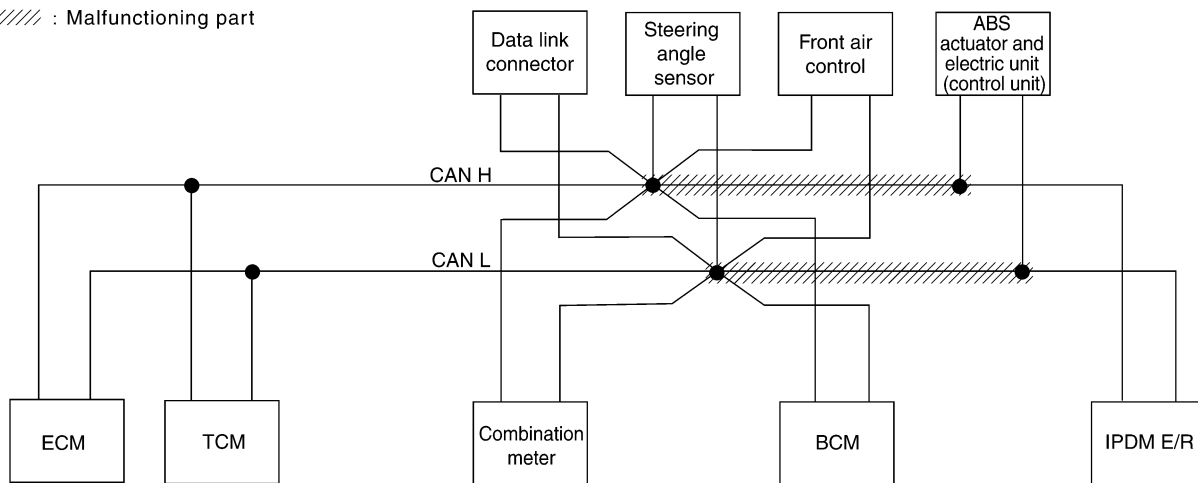 : Malfunctioning part
Data link
connector
Steering
angle
sensor
Front air
control
ABS
actuator and
electric unit
(control unit)
CAN H
CAN L
ECM
TCM
Combination
meter
BCM
IPDM E/R